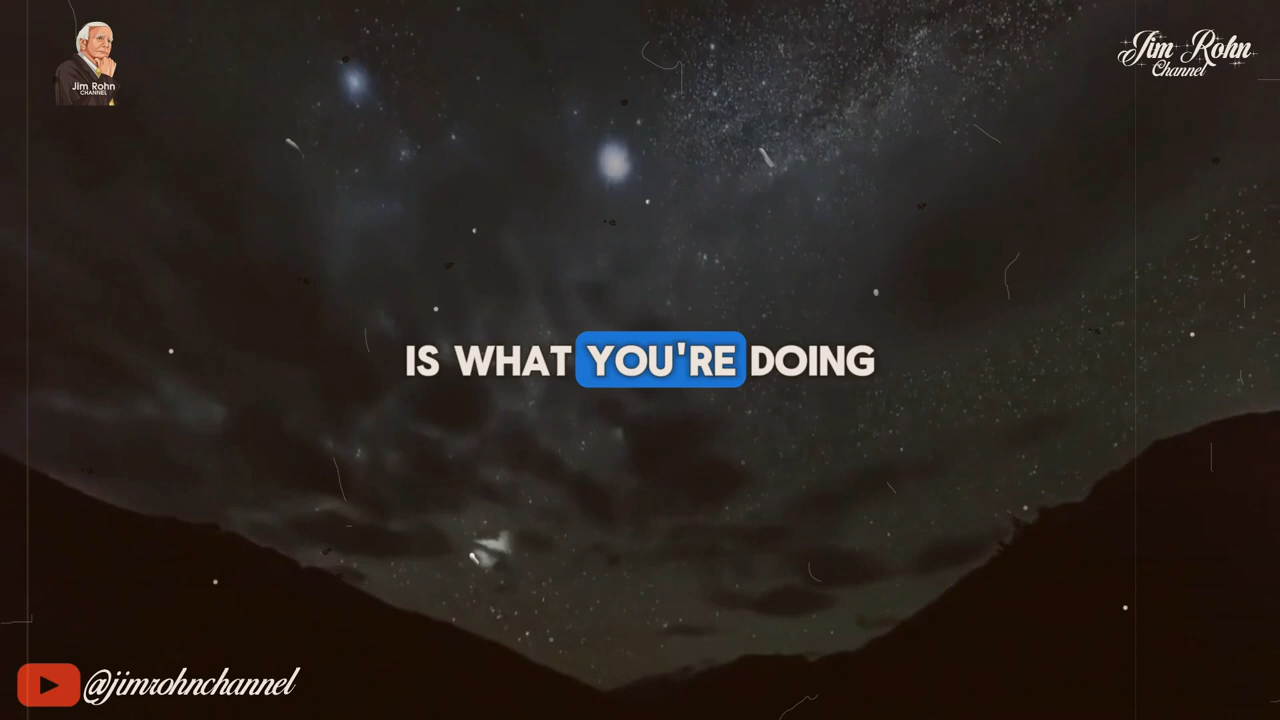 Jim Rohn
CHANNEL
Jim Rohn
Channel
IS WHAT YOU'RE DOING
@jimrohnchannel